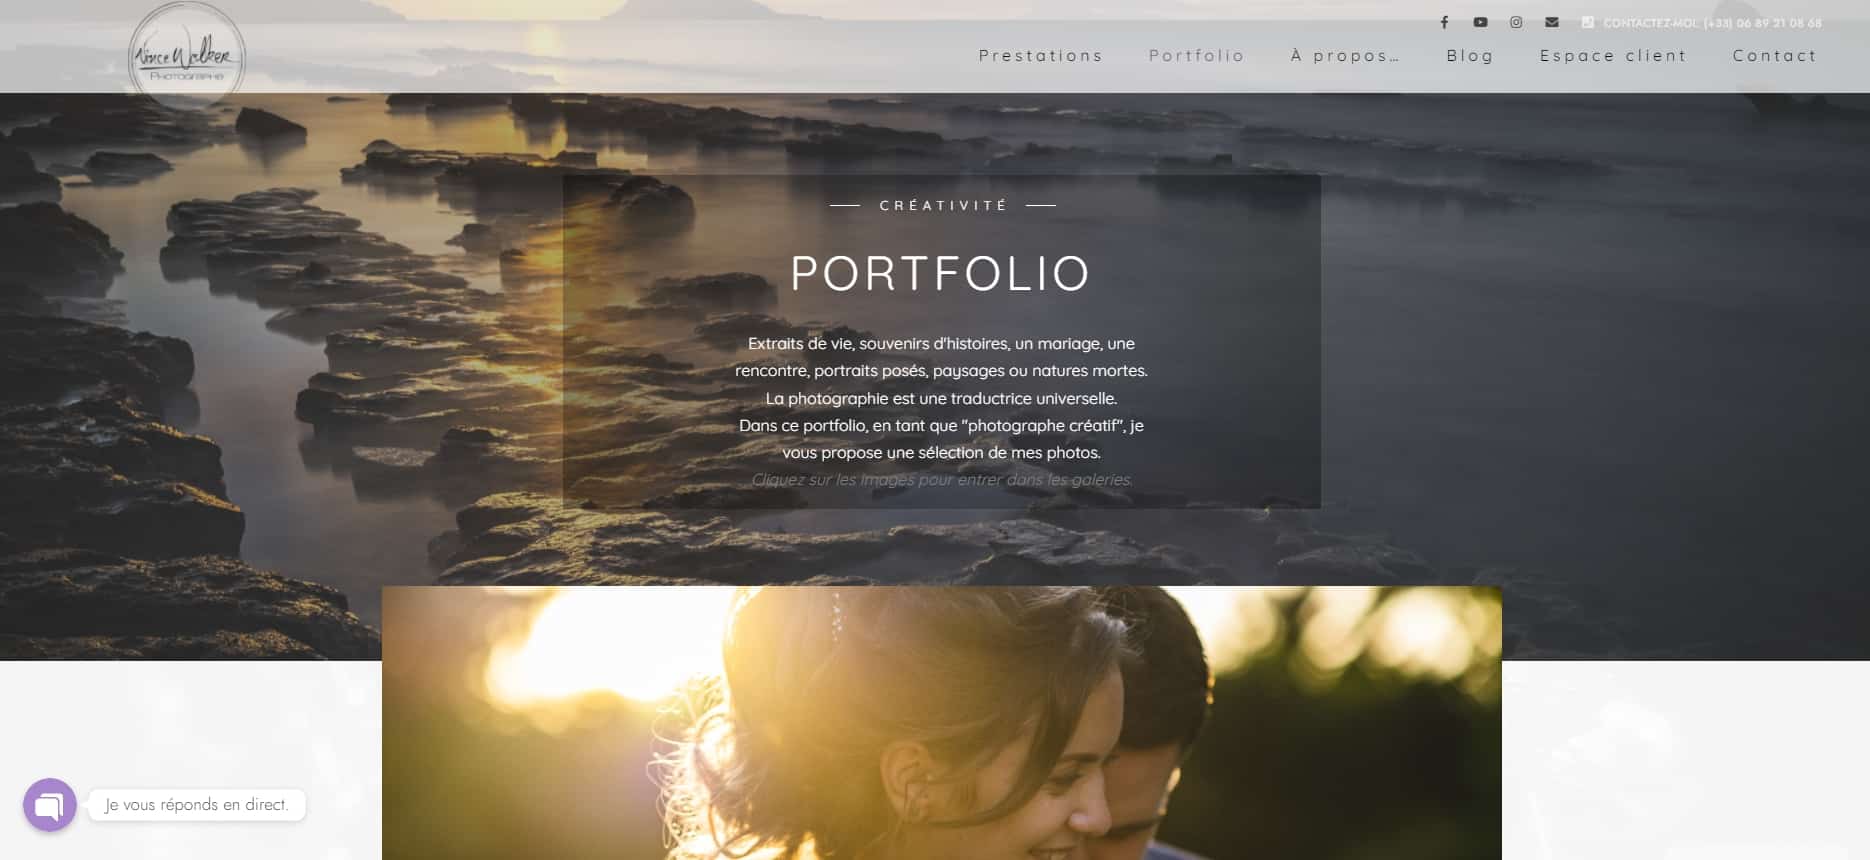 CONTACTEZ-MOI. (+33) 06 89 21 08 68
Vince Walker
PHOTOGRAPHE
Prestations
Portfolio
À propos...
Blog
Espace client
Contact
CRÉATIVITÉ
PORTFOLIO
Extraits de vie, souvenirs d'histoires, un mariage, une
rencontre, portraits posés, paysages ou natures mortes.
La photographie est une traductrice universelle.
Dans ce portfolio, en tant que "photographe créatif", je
vous propose une sélection de mes photos.
Cliquez sur les images pour entrer dans les galeries.
Je vous réponds en direct.